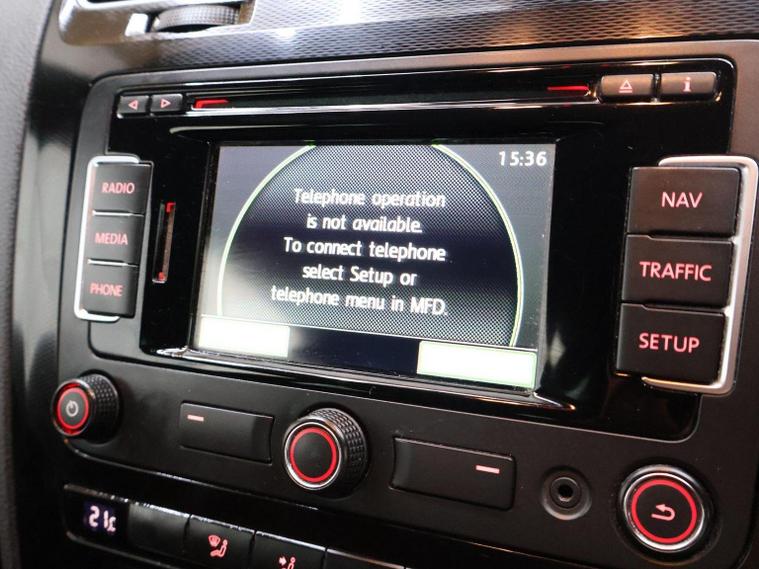 15:36
RADIO
MEDIA
PHONE
Telephone operation
is not available.
To connect telephone
select Setup or
telephone menu in MFD.
NAV
TRAFFIC
SETUP
21c